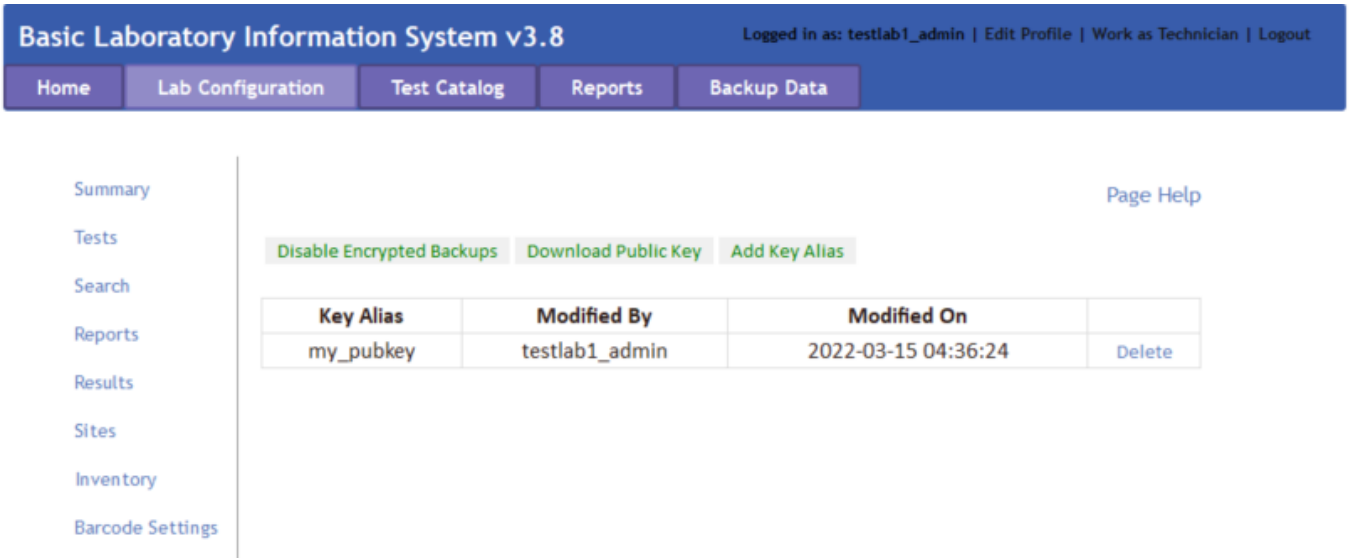 Basic Laboratory Information System v3.8
Logged in as: testlab1_admin | Edit Profile | Work as Technician | Logout
Home Lab Configuration Test Catalog Reports Backup Data
Summary
Tests
Search
Reports
Results
Sites
Inventory
Barcode Settings
Page Help
Disable Encrypted Backups Download Public Key Add Key Alias
Key Alias Modified By Modified On
my_pubkey testlab1_admin 2022-03-15 04:36:24 Delete